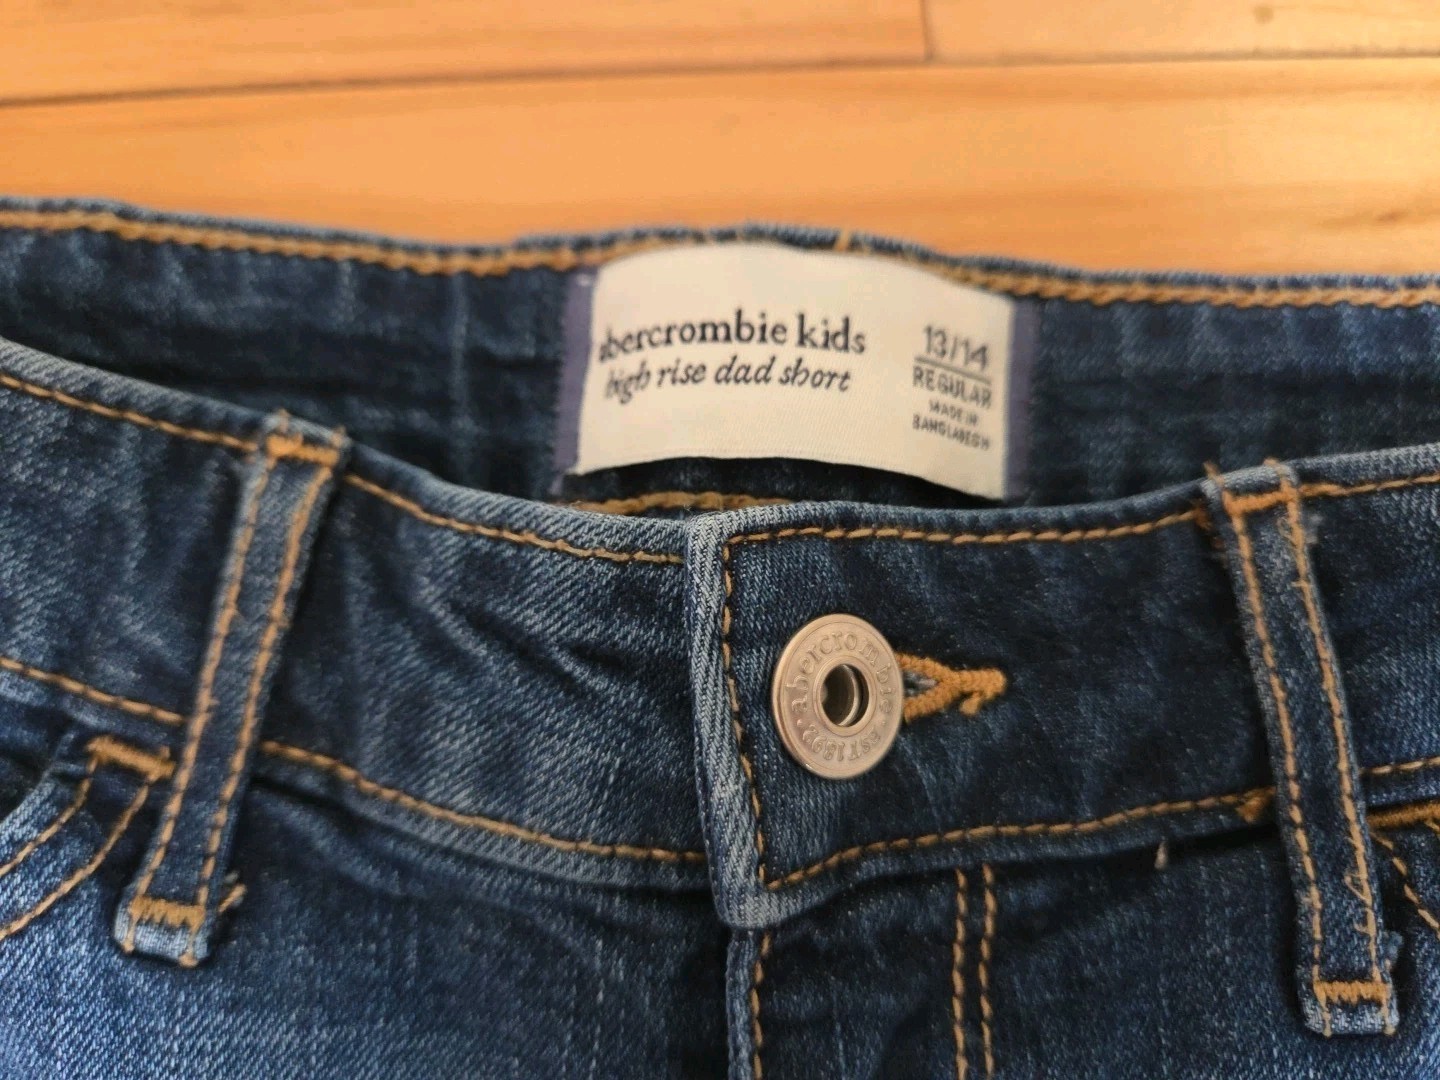 abercrombie kids
high rise dad short
13/14
REGULAR
MADE IN
BANGLADESH
abercrombie · EST 1892 ·